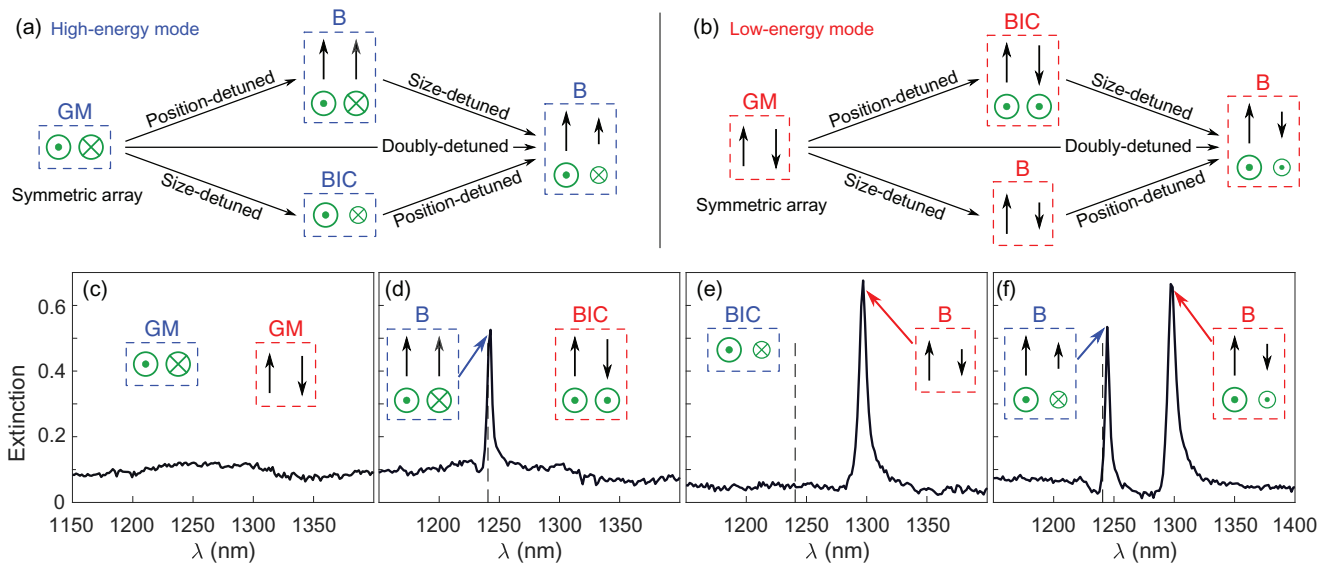 (a) High-energy mode
B
Position-detuned
Size-detuned
GM
B
Doubly-detuned
Symmetric array
BIC
Size-detuned
Position-detuned
(b) Low-energy mode
BIC
Position-detuned
Size-detuned
GM
B
Doubly-detuned
Symmetric array
B
Size-detuned
Position-detuned
Extinction
0.6
0.4
0.2
0
(c)
GM
GM
1150 1200 1250 1300 1350
λ (nm)
(d)
B
BIC
1200 1250 1300 1350
λ (nm)
(e)
BIC
B
1200 1250 1300 1350
λ (nm)
(f)
B
B
1200 1250 1300 1350 1400
λ (nm)